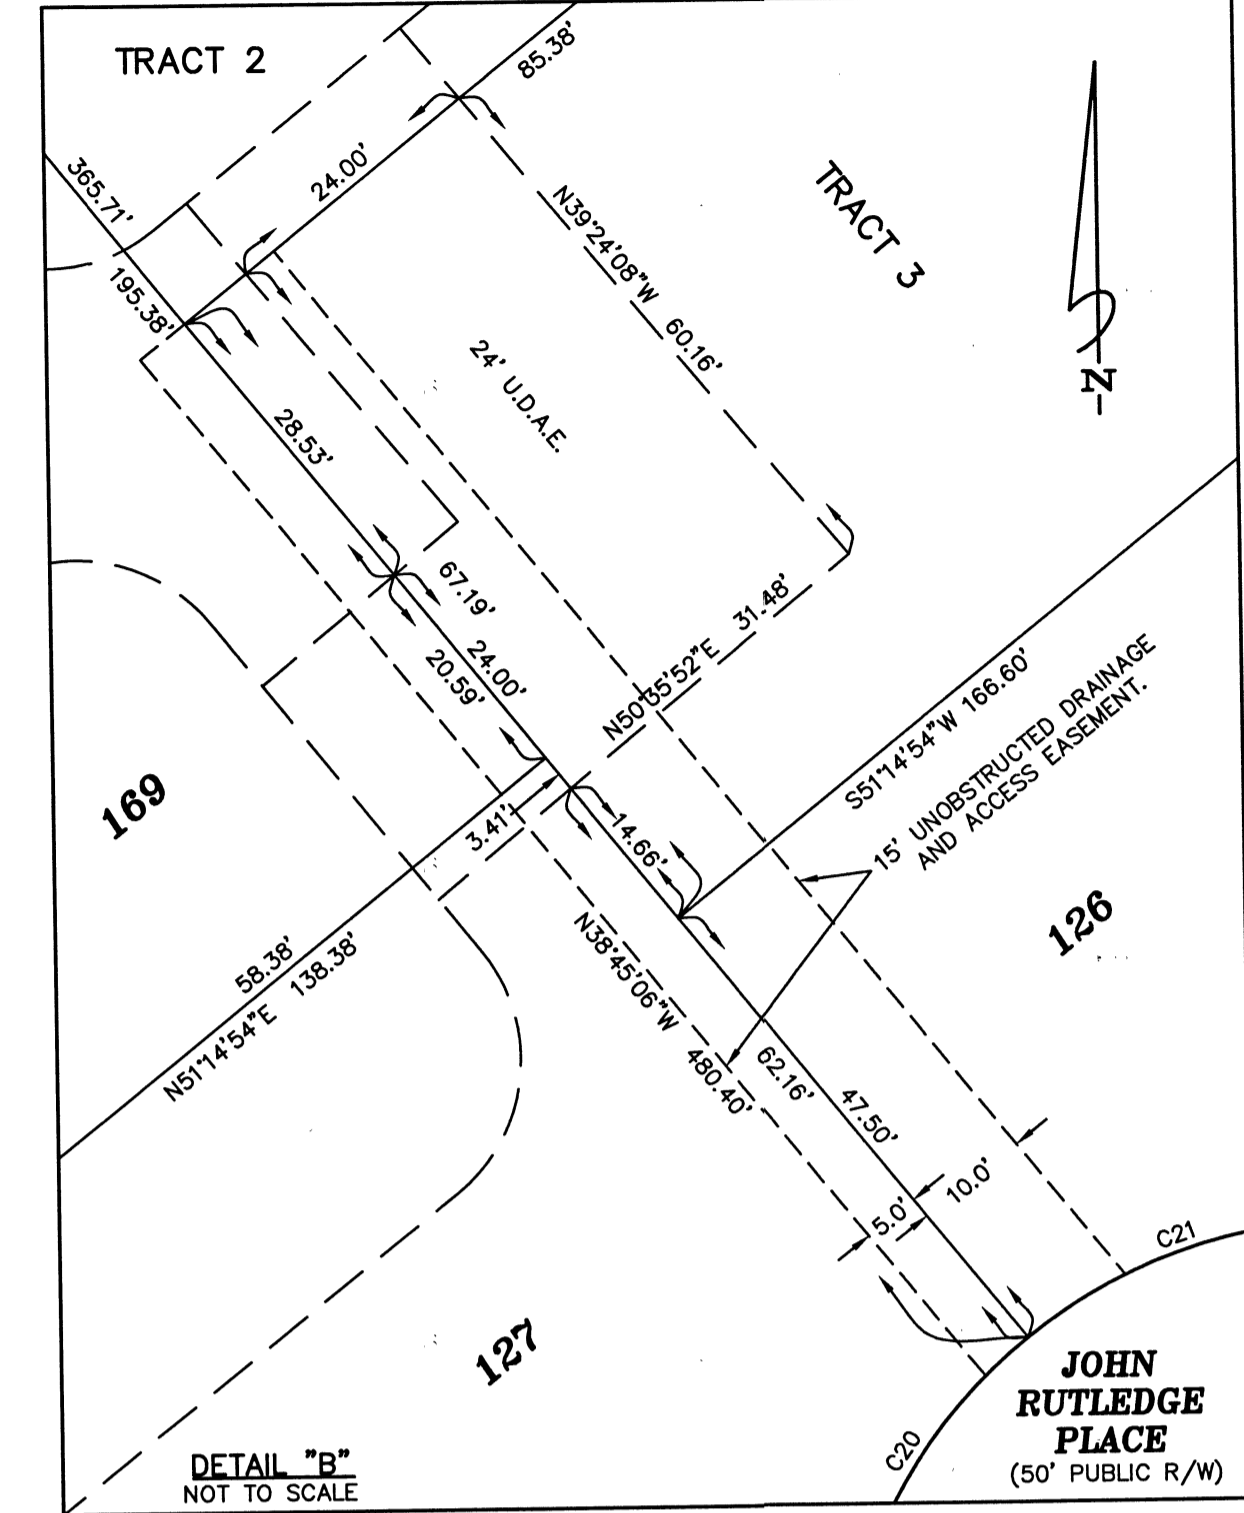 TRACT 2
85.38'
365.71'
24.00'
N39°24'08"W 60.16'
TRACT 3
195.38'
24' U.D.A.E.
N
28.53'
67.19'
24.00'
20.59'
N50°35'52"E 31.48'
S51°14'54"W 166.60'
15' UNOBSTRUCTED DRAINAGE
AND ACCESS EASEMENT.
169
3.41'
14.66'
126
58.38'
N51°14'54"E 138.38'
N38°45'06"W 480.40'
62.16'
47.50'
10.0'
5.0'
C21
127
JOHN
RUTLEDGE
PLACE
(50' PUBLIC R/W)
C20
DETAIL "B"
NOT TO SCALE